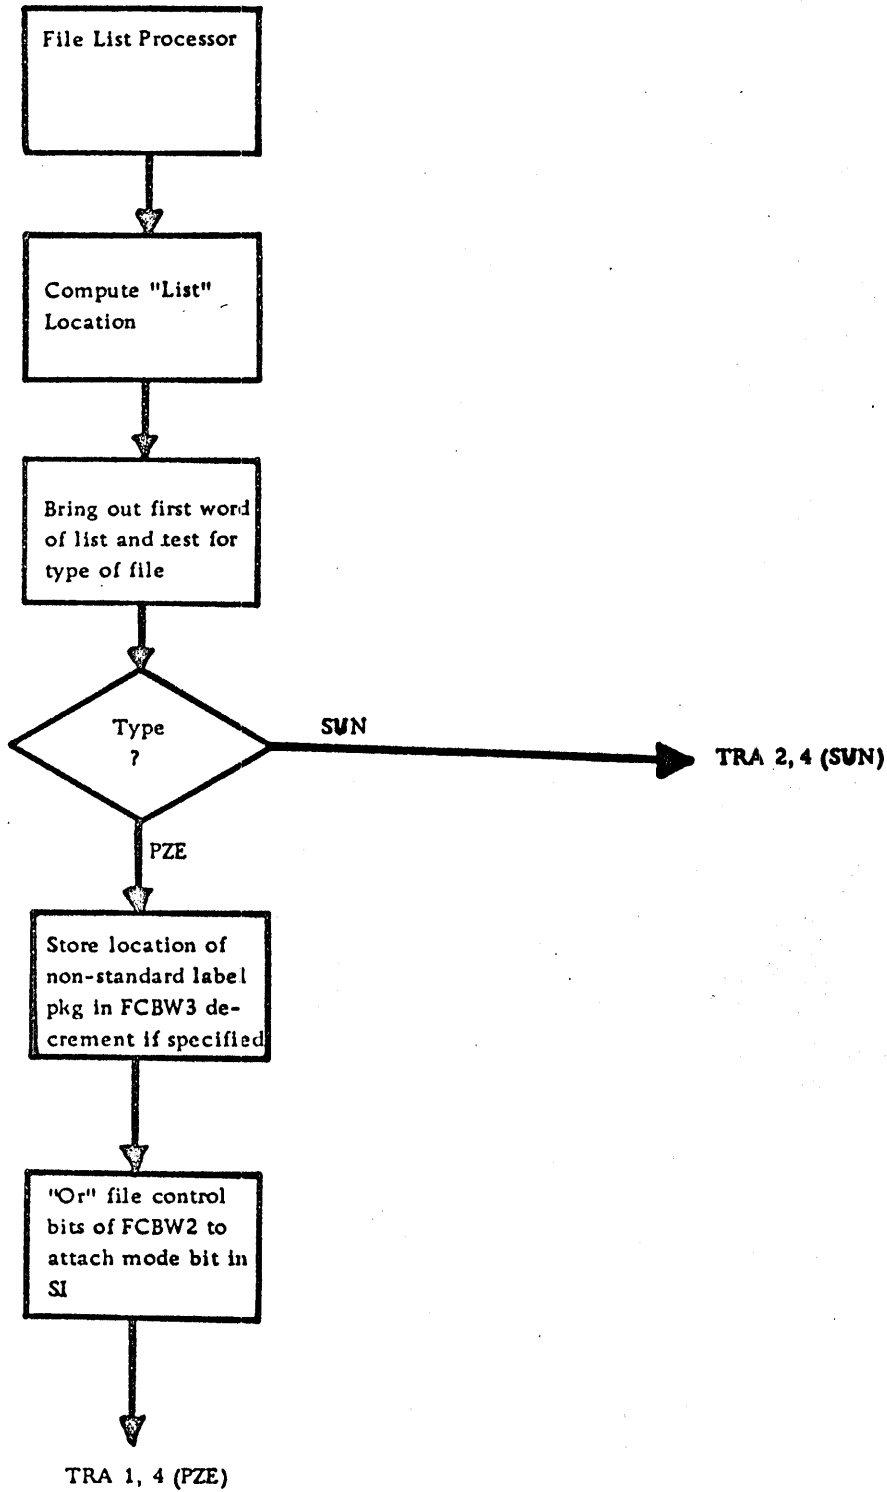 File List Processor
Compute "List"
Location
Bring out first word
of list and test for
type of file
Type
?
SUN
TRA 2, 4 (SUN)
PZE
Store location of
non-standard label
pkg in FCBW3 de-
crement if specified
"Or" file control
bits of FCBW2 to
attach mode bit in
SI
TRA 1, 4 (PZE)